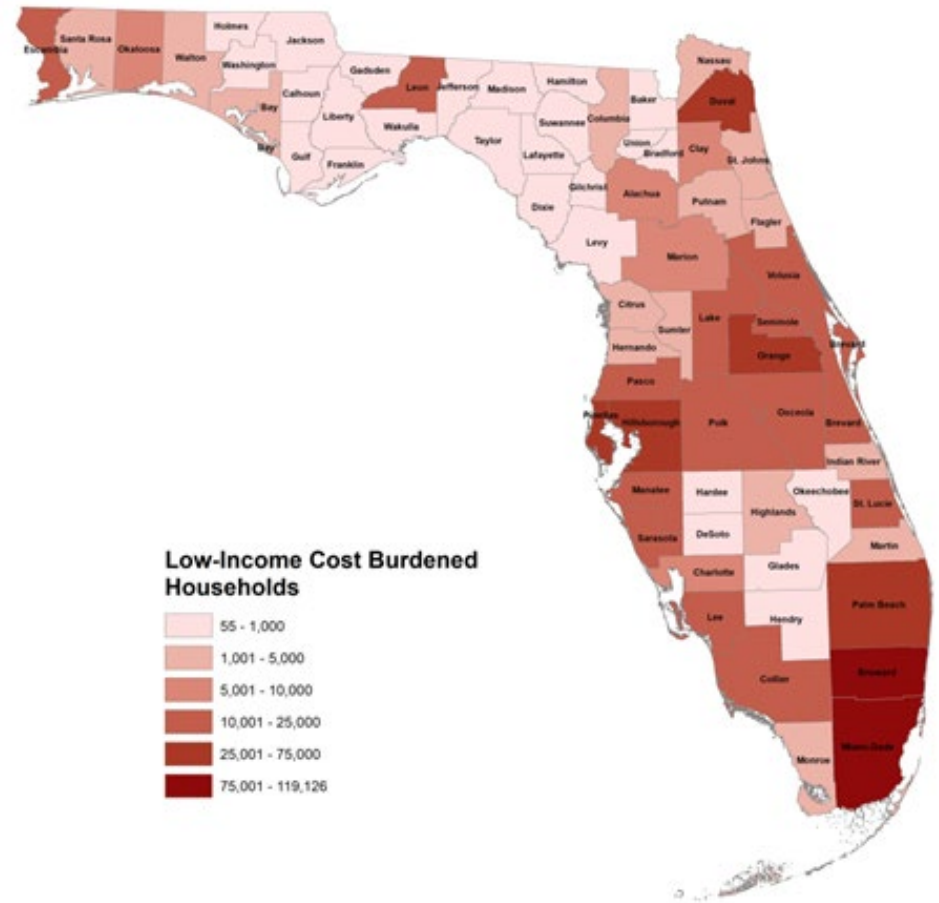 Holmes
Jackson
Santa Rosa
Escambia
Okaloosa
Walton
Washington
Gadsden
Leon
Jefferson
Madison
Hamilton
Nassau
Calhoun
Bay
Liberty
Wakulla
Taylor
Suwannee
Columbia
Baker
Duval
Bay
Gulf
Franklin
Lafayette
Union
Bradford
Clay
St. Johns
Dixie
Gilchrist
Alachua
Putnam
Flagler
Levy
Marion
Volusia
Citrus
Sumter
Lake
Seminole
Hernando
Orange
Brevard
Pasco
Pinellas
Hillsborough
Polk
Osceola
Brevard
Indian River
Manatee
Hardee
Okeechobee
St. Lucie
Highlands
Sarasota
DeSoto
Martin
Charlotte
Glades
Palm Beach
Lee
Hendry
Collier
Broward
Monroe
Miami-Dade
Low-Income Cost Burdened
Households
55 - 1,000
1,001 - 5,000
5,001 - 10,000
10,001 - 25,000
25,001 - 75,000
75,001 - 119,126